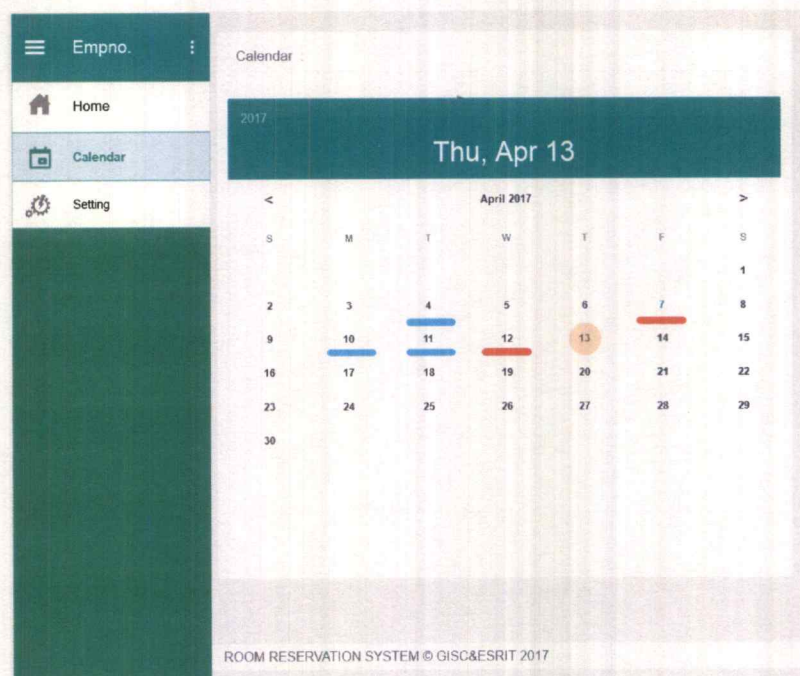 Empno.
Home
Calendar
Setting
Calendar
2017
Thu, Apr 13
< April 2017 >
S M T W T F S
1
2 3 4 5 6 7 8
9 10 11 12 13 14 15
16 17 18 19 20 21 22
23 24 25 26 27 28 29
30
ROOM RESERVATION SYSTEM © GISC&ESRIT 2017